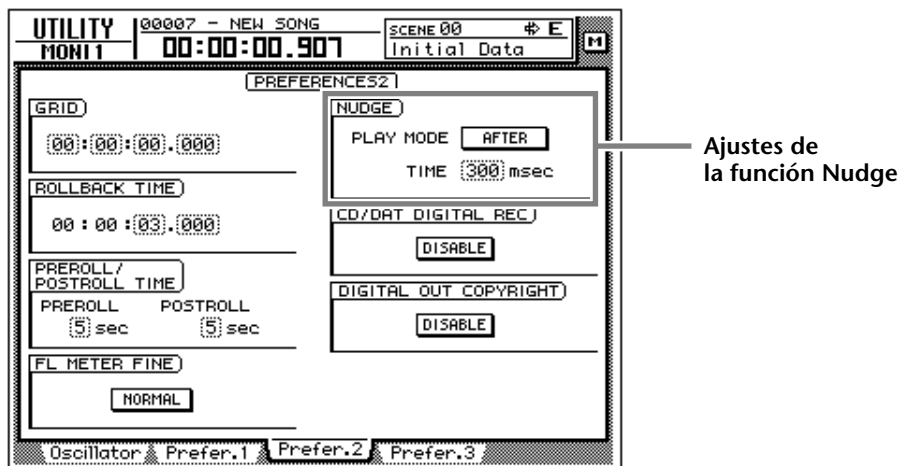 UTILITY
MONI 1
00007 - NEW SONG
00:00:00.907
SCENE 00
E
Initial Data
M
PREFERENCES2
GRID
00:00:00.000
ROLLBACK TIME
00:00:03.000
PREROLL/
POSTROLL TIME
PREROLL POSTROLL
5 sec 5 sec
FL METER FINE
NORMAL
NUDGE
PLAY MODE AFTER
TIME 300 msec
CD/DAT DIGITAL REC
DISABLE
DIGITAL OUT COPYRIGHT
DISABLE
Ajustes de
la función Nudge
Oscillator Prefer.1 Prefer.2 Prefer.3